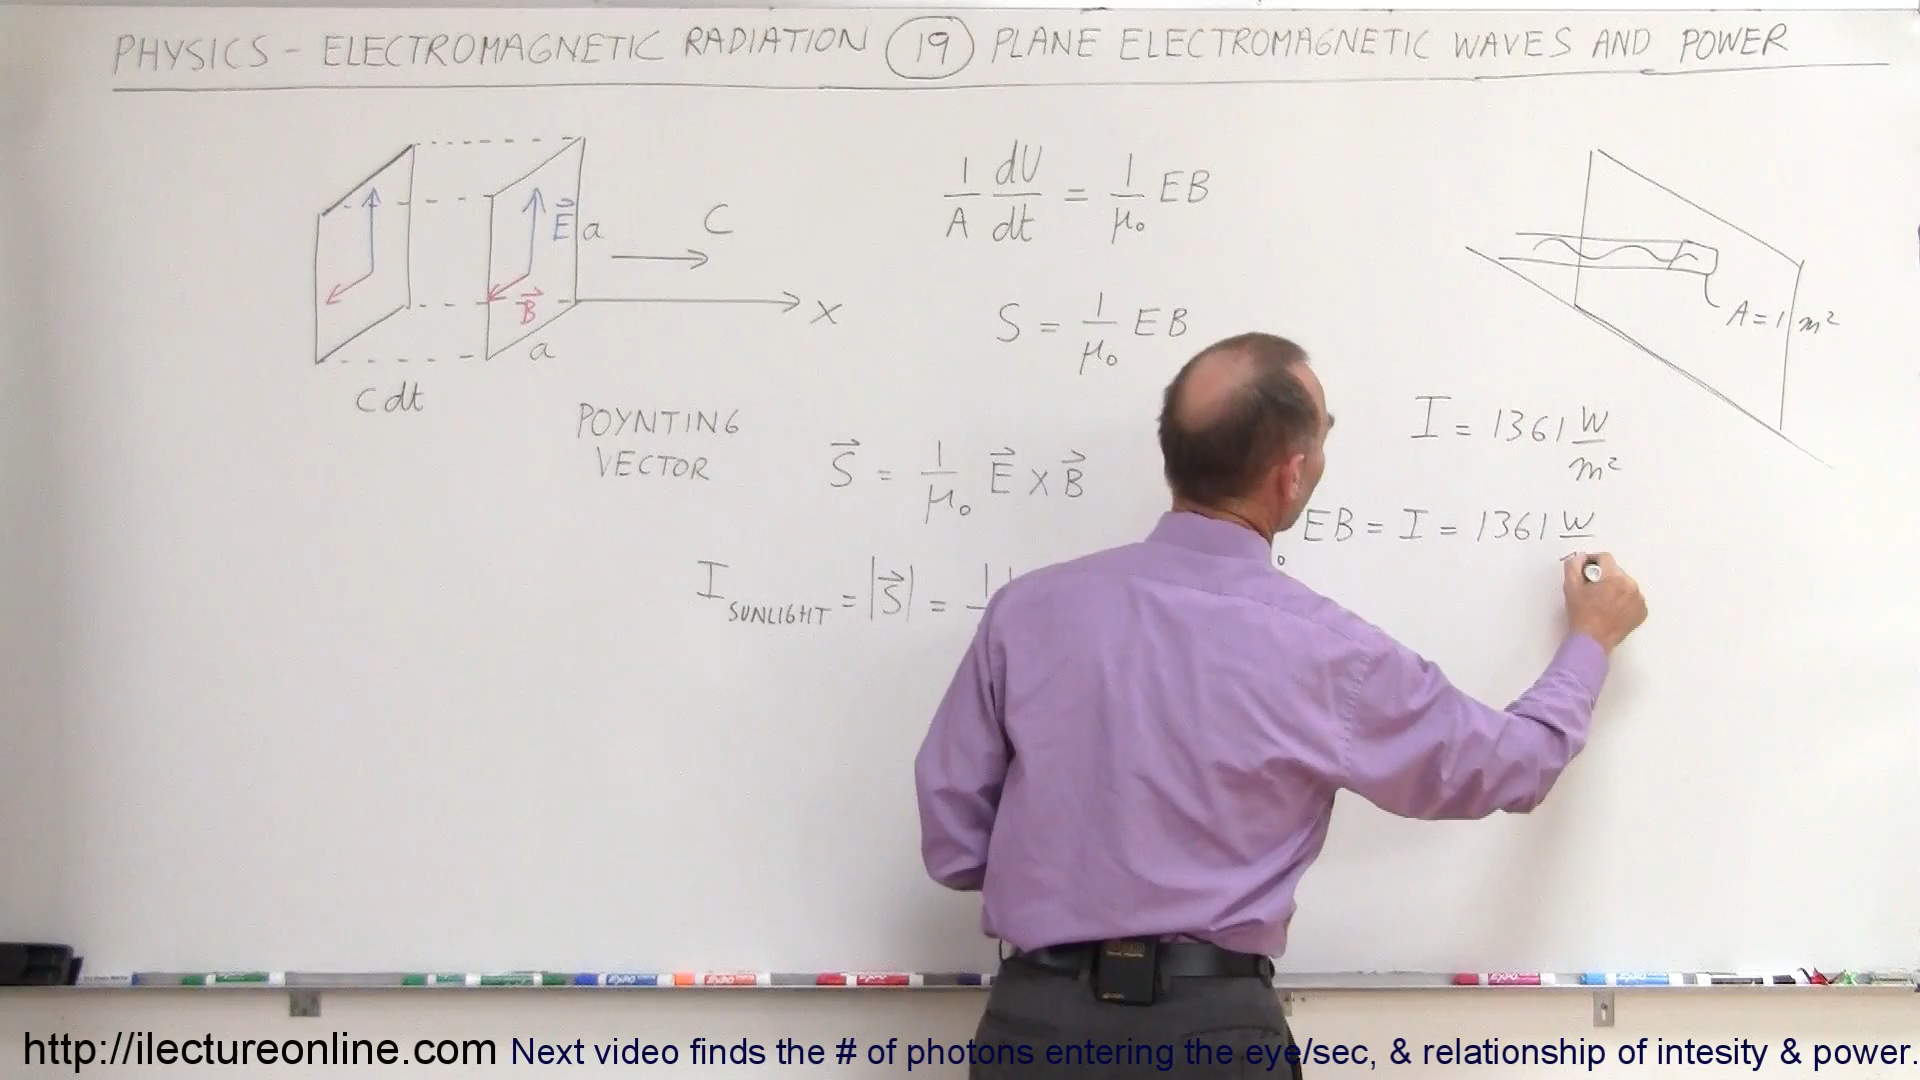 PHYSICS - ELECTROMAGNETIC RADIATION 19 PLANE ELECTROMAGNETIC WAVES AND POWER
E
a
B
a
C
X
C dt
1/A dU/dt = 1/μ₀ EB
S = 1/μ₀ EB
POYNTING
VECTOR
S = 1/μ₀ E X B
I SUNLIGHT = |S| = 1
A = 1 m²
I = 1361 W/m²
EB = I = 1361 W
http://ilectureonline.com Next video finds the # of photons entering the eye/sec, & relationship of intesity & power.